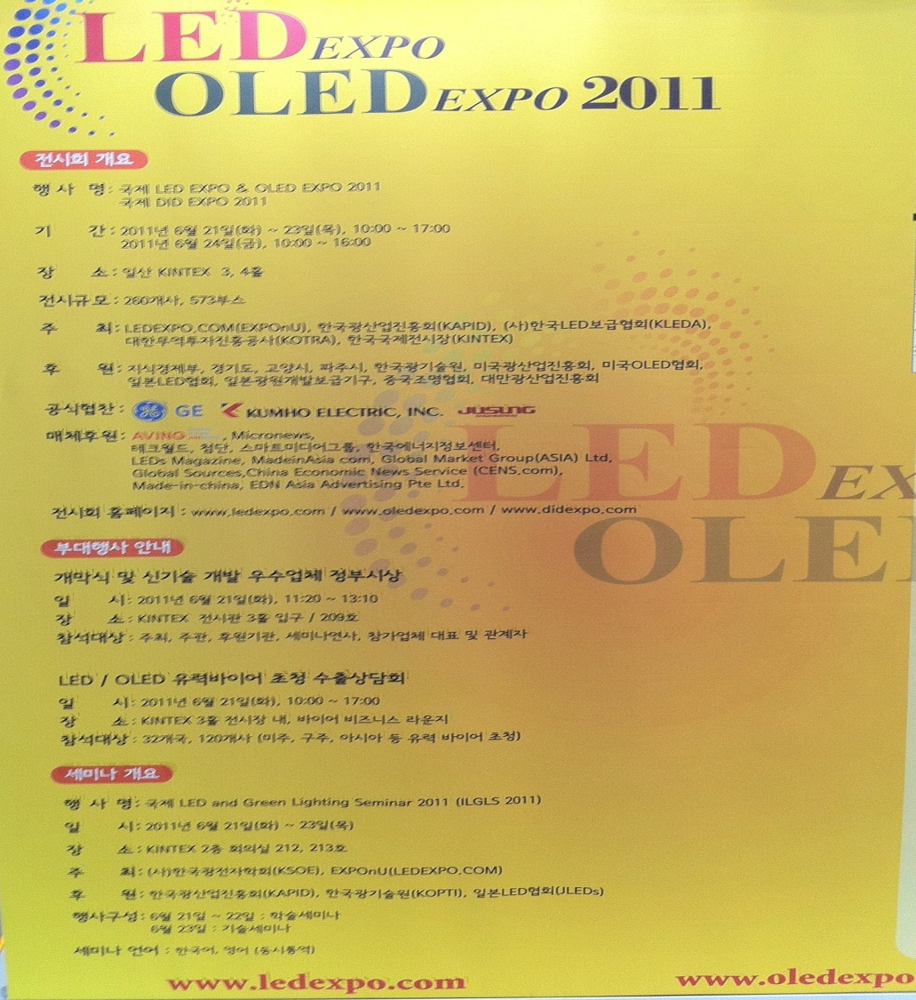 LED EXPO
OLED EXPO 2011
전시회 개요
행 사 명 : 국제 LED EXPO & OLED EXPO 2011
국제 DID EXPO 2011
기 간 : 2011년 6월 21일(화) ~ 23일(목), 10:00 ~ 17:00
2011년 6월 24일(금), 10:00 ~ 16:00
장 소 : 일산 KINTEX 3, 4홀
전시규모 : 260개사, 573부스
주 최 : LEDEXPO.COM(EXPOnU), 한국광산업진흥회(KAPID), (사)한국LED보급협회(KLEDA),
대한무역투자진흥공사(KOTRA), 한국국제전시장(KINTEX)
후 원 : 지식경제부, 경기도, 고양시, 파주시, 한국광기술원, 미국광산업진흥회, 미국OLED협회,
일본LED협회, 일본광원개발보급기구, 중국조명협회, 대만광산업진흥회
공식협찬 : GE GE KUMHO ELECTRIC, INC. JUSUNG
매체후원 : AVING , Micronews,
테크월드, 첨단, 스마트미디어그룹, 한국에너지정보센터,
LEDs Magazine, MadeinAsia com, Global Market Group(ASIA) Ltd,
Global Sources,China Economic News Service (CENS.com),
Made-in-china, EDN Asia Advertising Pte Ltd.
전시회 홈페이지 : www.ledexpo.com / www.oledexpo.com / www.didexpo.com
LED EX
OLE
부대행사 안내
개막식 및 신기술 개발 우수업체 정부시상
일 시 : 2011년 6월 21일(화), 11:20 ~ 13:10
장 소 : KINTEX 전시관 3홀 입구 / 209호
참석대상 : 주최, 주관, 후원기관, 세미나연사, 참가업체 대표 및 관계자
LED / OLED 유력바이어 초청 수출상담회
일 시 : 2011년 6월 21일(화), 10:00 ~ 17:00
장 소 : KINTEX 3홀 전시장 내, 바이어 비즈니스 라운지
참석대상 : 32개국, 120개사 (미주, 구주, 아시아 등 유력 바이어 초청)
세미나 개요
행 사 명 : 국제 LED and Green Lighting Seminar 2011 (ILGLS 2011)
일 시 : 2011년 6월 21일(화) ~ 23일(목)
장 소 : KINTEX 2층 회의실 212, 213호
주 최 : (사)한국광전자학회(KSOE), EXPOnU(LEDEXPO.COM)
후 원 : 한국광산업진흥회(KAPID), 한국광기술원(KOPTI), 일본LED협회(JLEDs)
행사구성 : 6월 21일 ~ 22일 : 학술세미나
6월 23일 : 기술세미나
세미나 언어 : 한국어, 영어 (동시통역)
www.ledexpo.com www.oledexpo